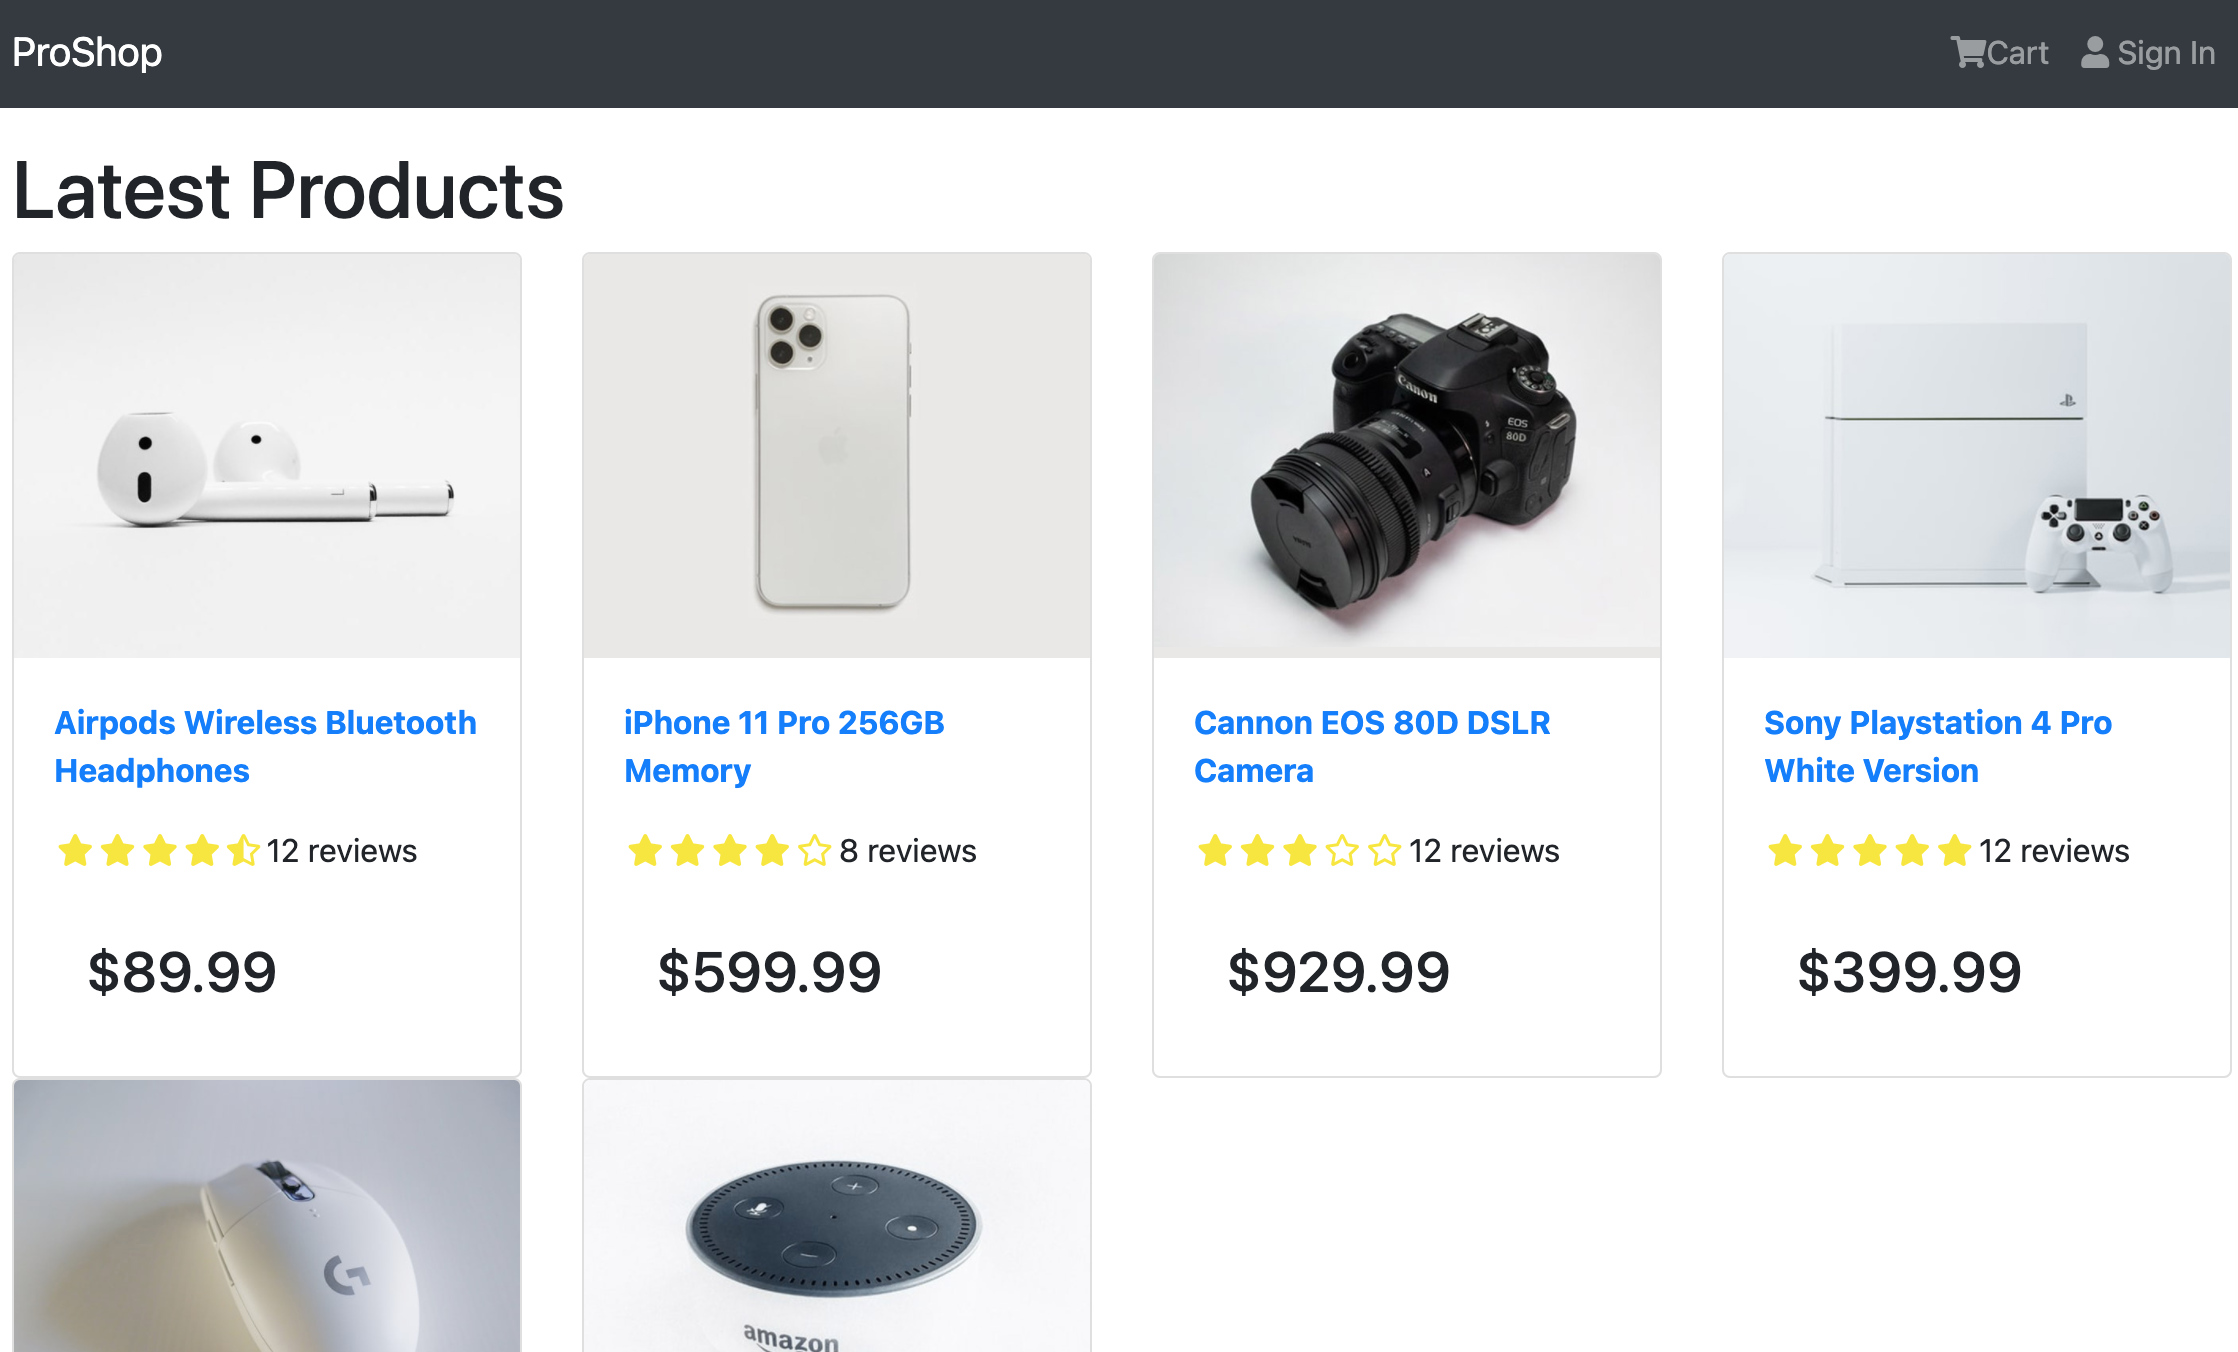 ProShop
Cart
Sign In
Latest Products
Canon
EOS
80D
Airpods Wireless Bluetooth
Headphones
12 reviews
$89.99
iPhone 11 Pro 256GB
Memory
8 reviews
$599.99
Cannon EOS 80D DSLR
Camera
12 reviews
$929.99
Sony Playstation 4 Pro
White Version
12 reviews
$399.99
amazon